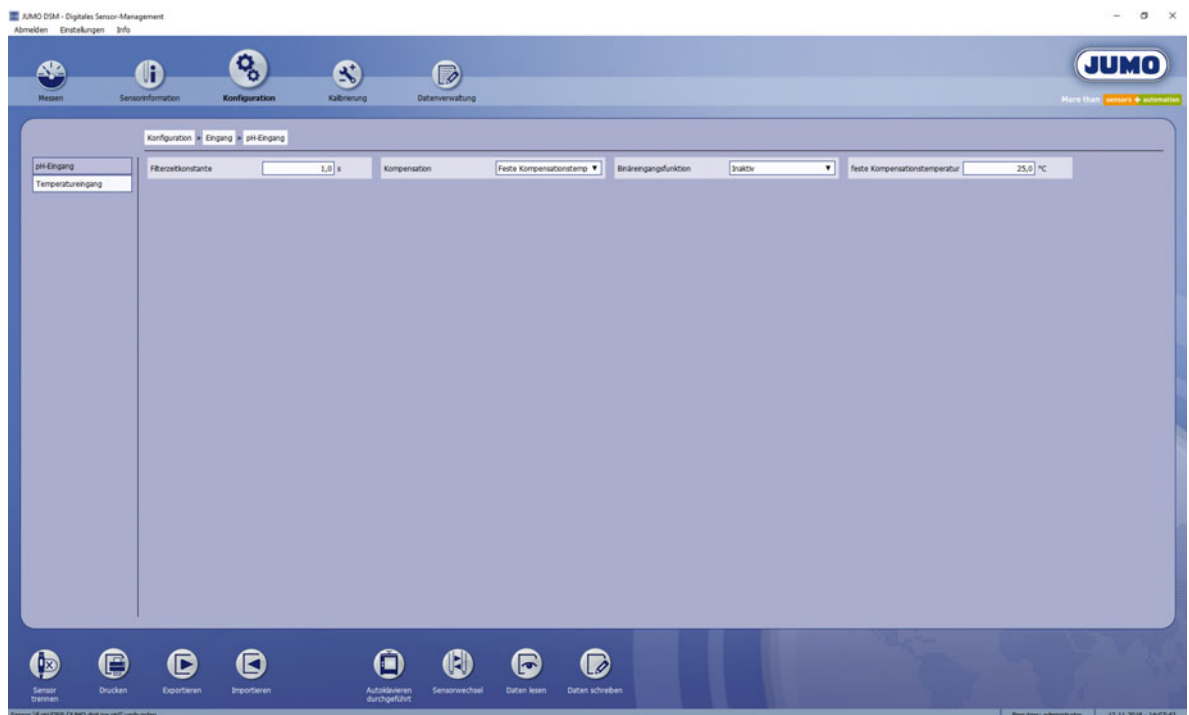 JUMO DSM - Digitales Sensor-Management
Abmelden Einstellungen Info
Messen Sensorinformation Konfiguration Kalibrierung Datenverwaltung
JUMO
More than sensors + automation
Konfiguration » Eingang » pH-Eingang
pH-Eingang
Temperatureingang
Filterzeitkonstante 1,0 s Kompensation Feste Kompensationstemp Binäreingangsfunktion Inaktiv feste Kompensationstemperatur 25,0 °C
Sensor trennen
Drucken
Exportieren
Importieren
Autoklavieren durchgeführt
Sensorwechsel
Daten lesen
Daten schreiben